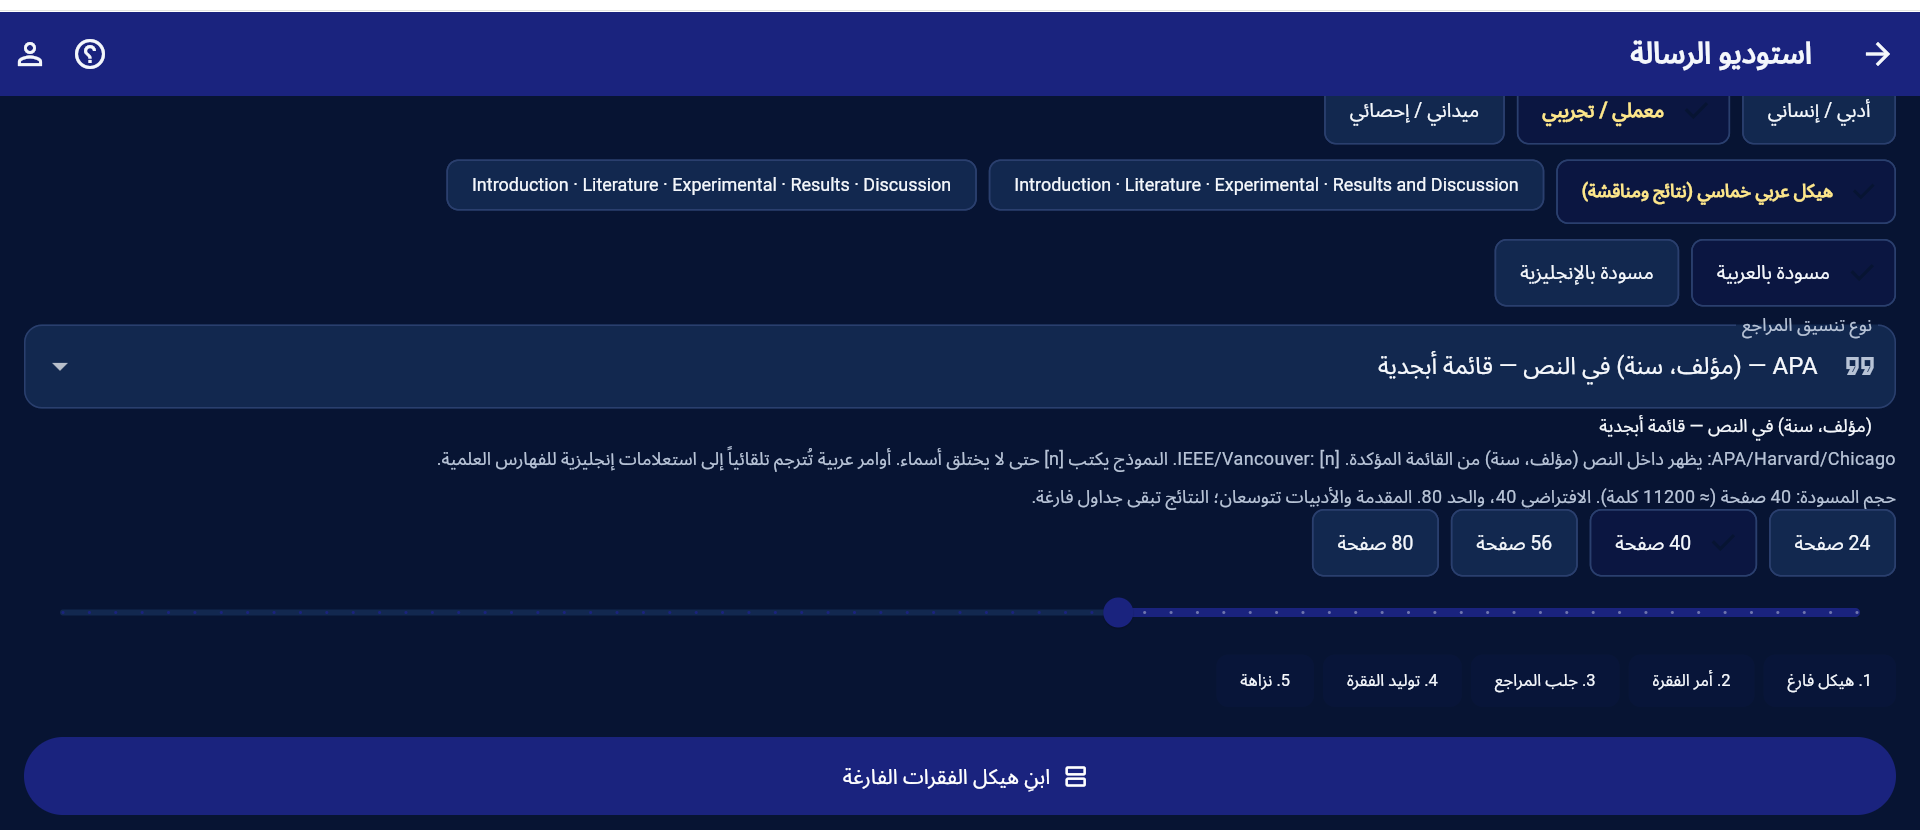 استوديو الرسالة
أدبي / إنساني
معملي / تجريبي
ميداني / إحصائي
هيكل عربي خماسي (نتائج ومناقشة)
Introduction · Literature · Experimental · Results and Discussion
Introduction · Literature · Experimental · Results · Discussion
مسودة بالعربية
مسودة بالإنجليزية
نوع تنسيق المراجع
APA — (مؤلف، سنة) في النص — قائمة أبجدية
(مؤلف، سنة) في النص — قائمة أبجدية
APA/Harvard/Chicago: يظهر داخل النص (مؤلف، سنة) من القائمة المؤكدة. IEEE/Vancouver: [n]. النموذج يكتب [n] حتى لا يختلق أسماء. أوامر عربية تُترجم تلقائياً إلى استعلامات إنجليزية للفهارس العلمية.
حجم المسودة: 40 صفحة (≈ 11200 كلمة). الافتراضي 40، والحد 80. المقدمة والأدبيات تتوسعان؛ النتائج تبقى جداول فارغة.
24 صفحة
40 صفحة
56 صفحة
80 صفحة
1. هيكل فارغ
2. أمر الفقرة
3. جلب المراجع
4. توليد الفقرة
5. نزاهة
ابنِ هيكل الفقرات الفارغة